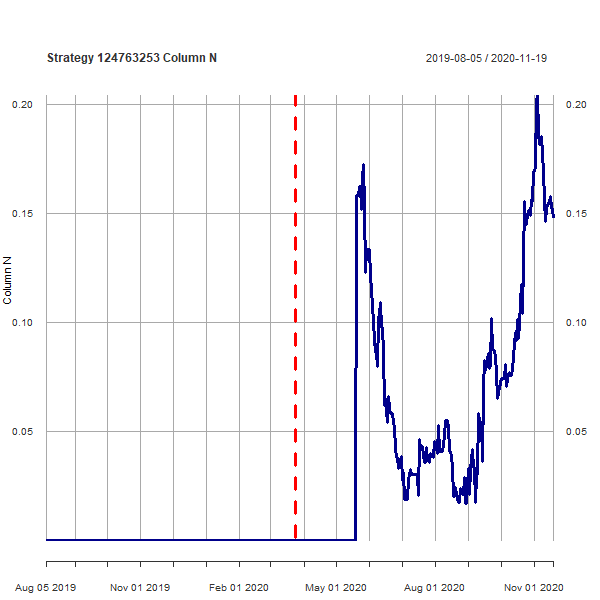 Strategy 124763253 Column N
2019-08-05 / 2020-11-19
0.20 0.20
0.15 0.15
Column N
0.10 0.10
0.05 0.05
Aug 05 2019 Nov 01 2019 Feb 01 2020 May 01 2020 Aug 01 2020 Nov 01 2020